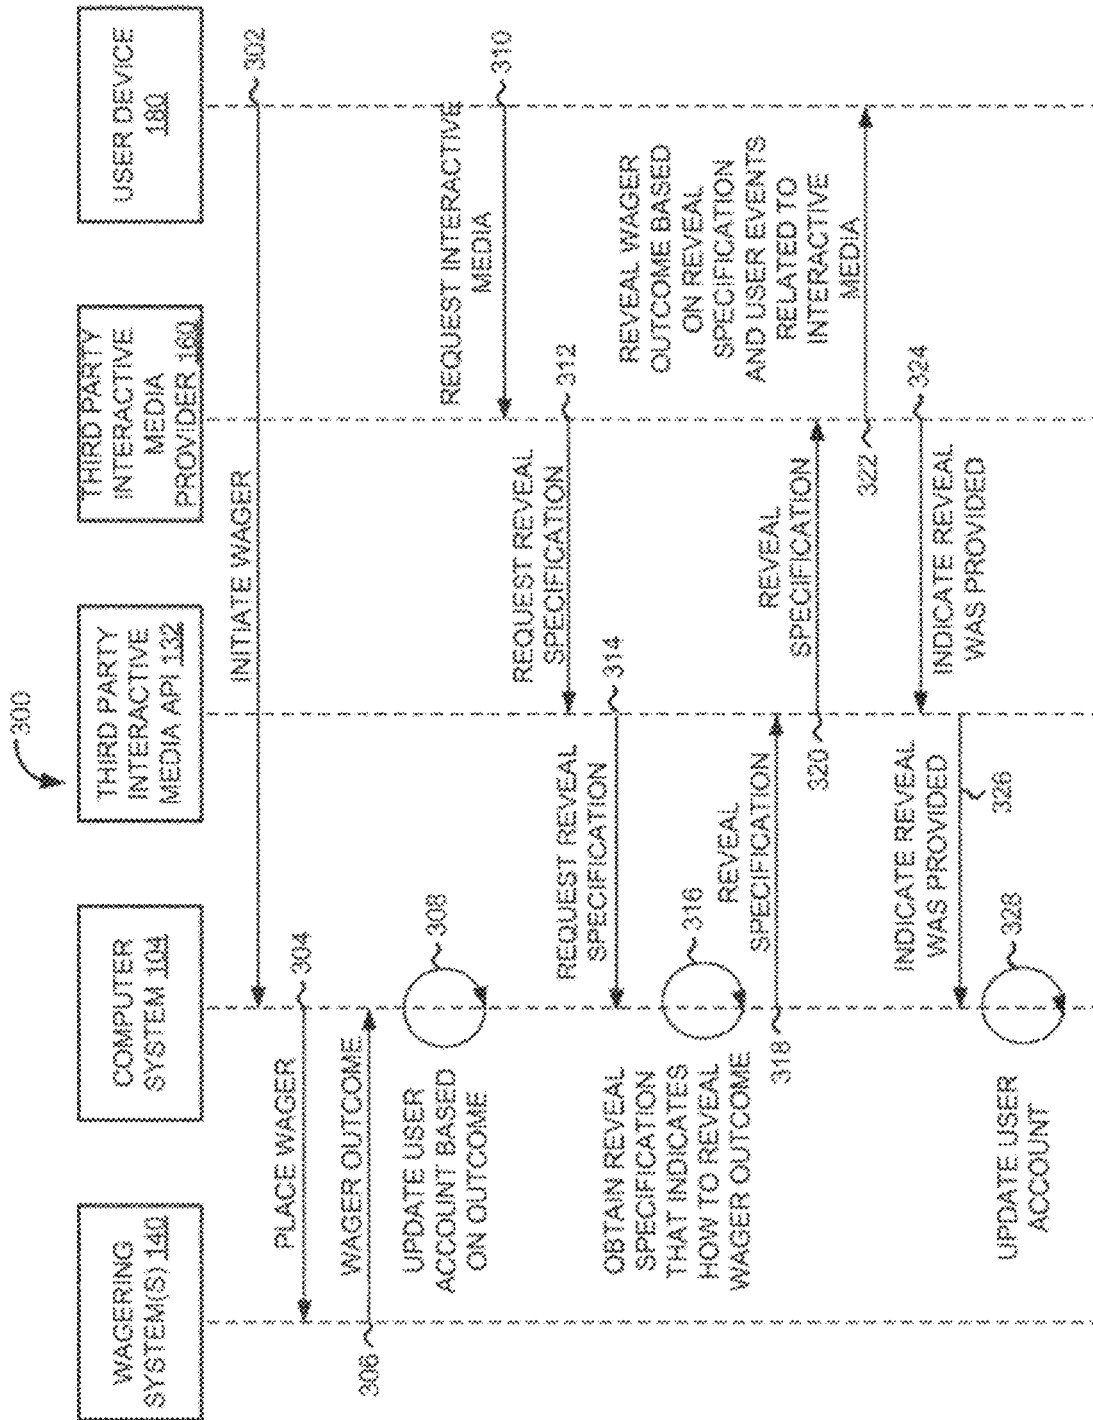 300
WAGERING
SYSTEM(S) 140
COMPUTER
SYSTEM 104
THIRD PARTY
INTERACTIVE
MEDIA API 132
THIRD PARTY
INTERACTIVE
MEDIA
PROVIDER 160
USER DEVICE
180
INITIATE WAGER
302
PLACE WAGER
304
WAGER OUTCOME
306
UPDATE USER
ACCOUNT BASED
ON OUTCOME
308
REQUEST INTERACTIVE
MEDIA
310
REQUEST REVEAL
SPECIFICATION
312
REQUEST REVEAL
SPECIFICATION
314
OBTAIN REVEAL
SPECIFICATION
THAT INDICATES
HOW TO REVEAL
WAGER OUTCOME
316
REVEAL
SPECIFICATION
318
REVEAL
SPECIFICATION
320
REVEAL WAGER
OUTCOME BASED
ON REVEAL
SPECIFICATION
AND USER EVENTS
RELATED TO
INTERACTIVE
MEDIA
322
INDICATE REVEAL
WAS PROVIDED
324
INDICATE REVEAL
WAS PROVIDED
326
UPDATE USER
ACCOUNT
328